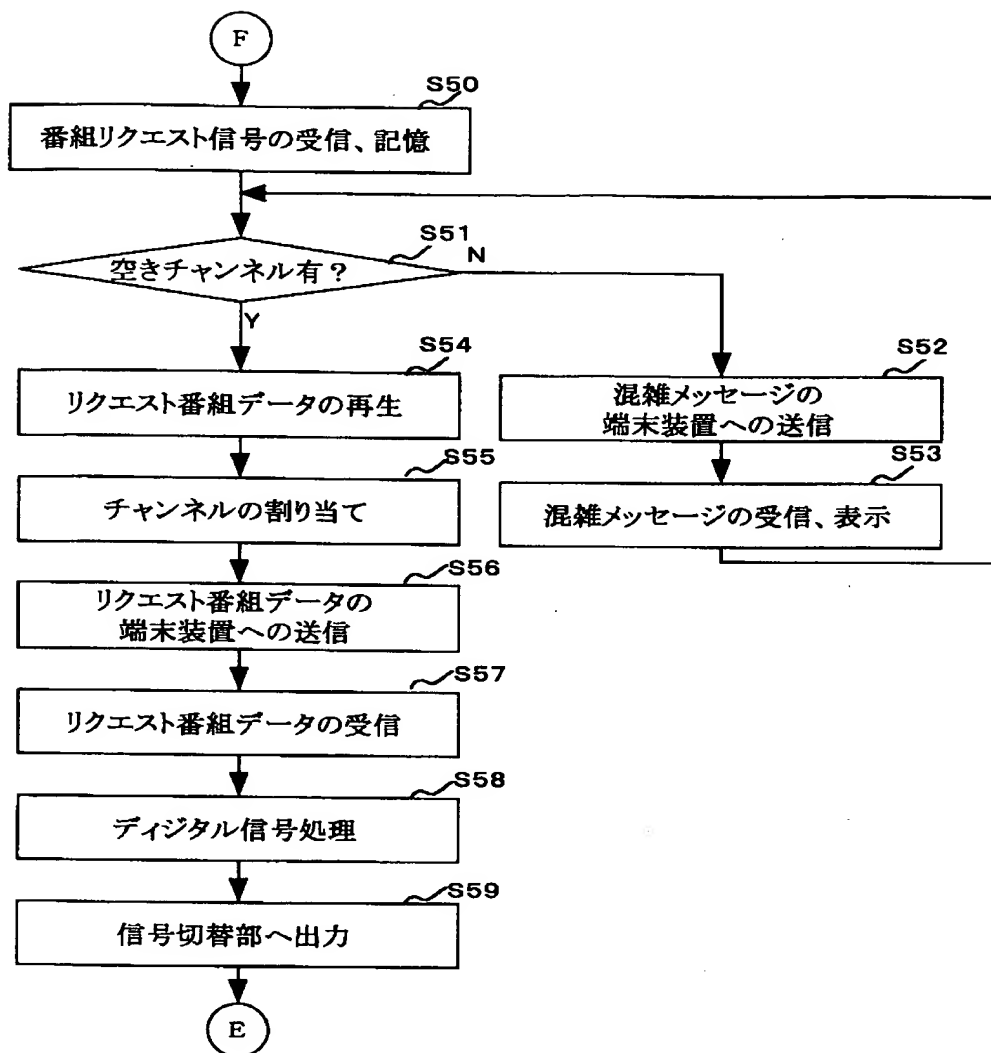 F
S50
番組リクエスト信号の受信、記憶
S51
空きチャンネル有?
N
Y
S54
リクエスト番組データの再生
S52
混雑メッセージの
端末装置への送信
S55
チャンネルの割り当て
S53
混雑メッセージの受信、表示
S56
リクエスト番組データの
端末装置への送信
S57
リクエスト番組データの受信
S58
ディジタル信号処理
S59
信号切替部へ出力
E